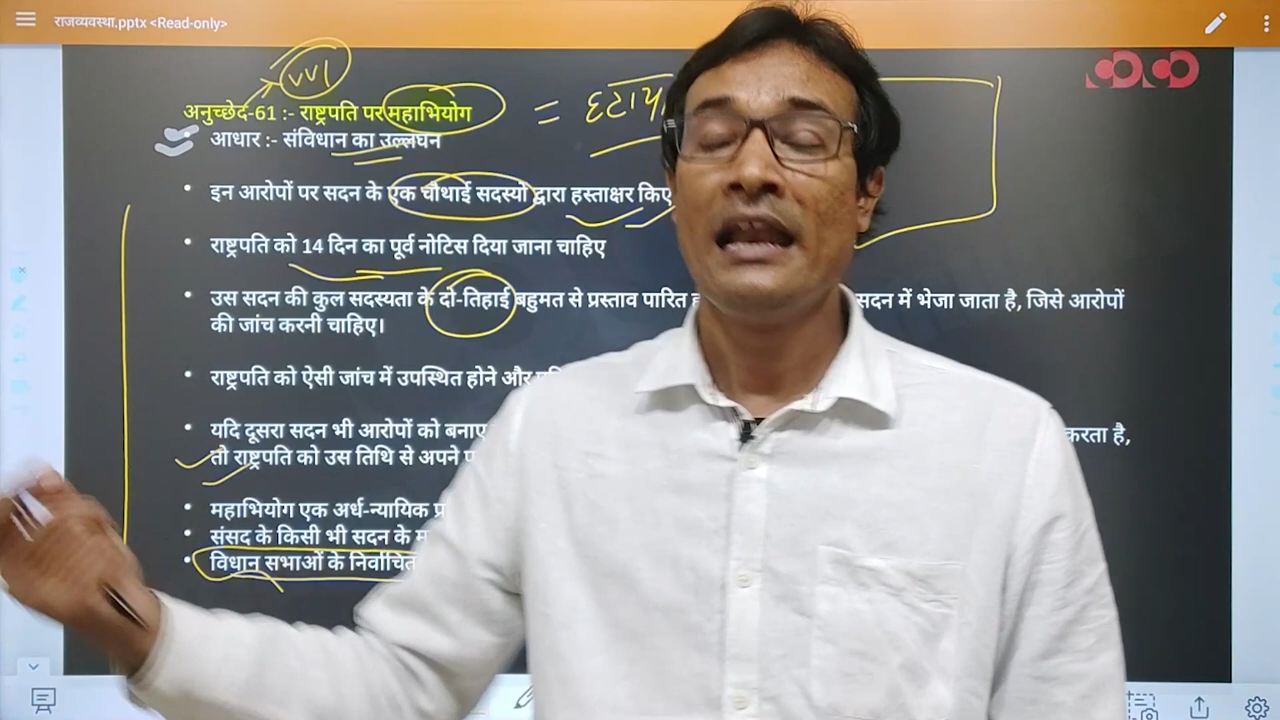 राजव्यवस्था.pptx <Read-only>
VVI
अनुच्छेद-61 :- राष्ट्रपति पर महाभियोग =
आधार :- संविधान का उल्लघन
• इन आरोपों पर सदन के एक चौथाई सदस्यों द्वारा हस्ताक्षर किए
• राष्ट्रपति को 14 दिन का पूर्व नोटिस दिया जाना चाहिए
• उस सदन की कुल सदस्यता के दो-तिहाई बहुमत से प्रस्ताव पारित सदन में भेजा जाता है, जिसे आरोपों
की जांच करनी चाहिए।
• राष्ट्रपति को ऐसी जांच में उपस्थित होने और
• यदि दूसरा सदन भी आरोपों को बनाए करता है,
तो राष्ट्रपति को उस तिथि से अपने
• महाभियोग एक अर्ध-न्यायिक
• संसद के किसी भी सदन के
• विधान सभाओं के निर्वाचित